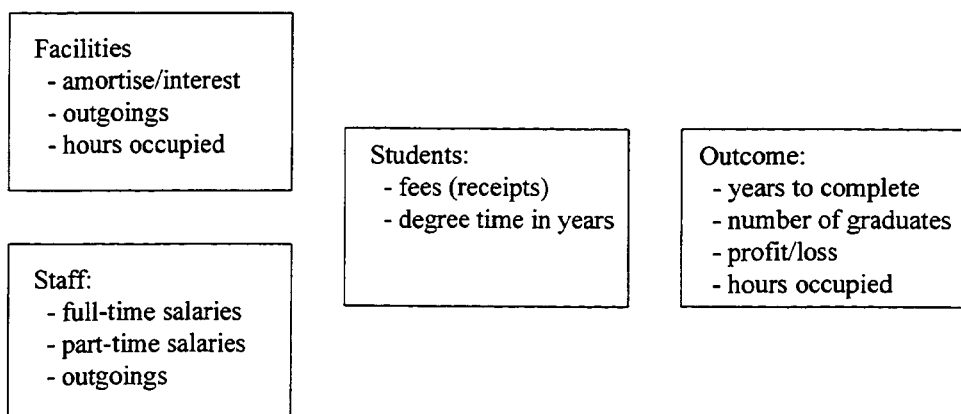 Facilities
- amortise/interest
- outgoings
- hours occupied
Staff:
- full-time salaries
- part-time salaries
- outgoings
Students:
- fees (receipts)
- degree time in years
Outcome:
- years to complete
- number of graduates
- profit/loss
- hours occupied